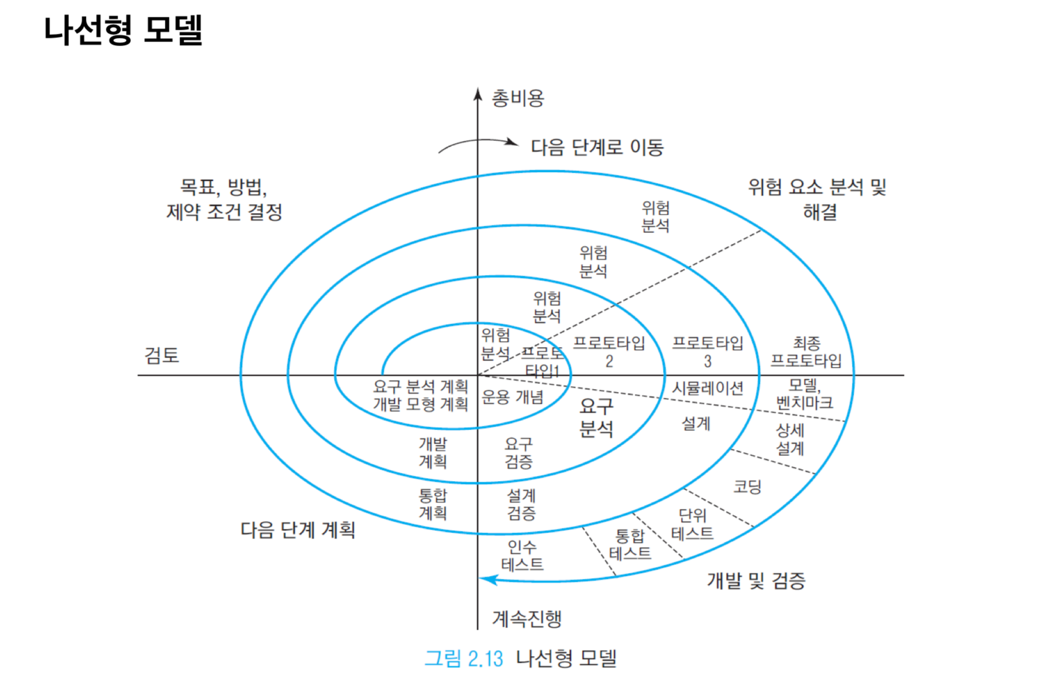 나선형 모델
총비용
다음 단계로 이동
목표, 방법,
제약 조건 결정
위험 요소 분석 및
해결
위험
분석
위험
분석
위험
분석
위험
분석
프로토
타입1
프로토타입
2
프로토타입
3
최종
프로토타입
검토
요구 분석 계획
개발 모형 계획
운용 개념
요구
분석
시뮬레이션
모델,
벤치마크
설계
상세
설계
개발
계획
요구
검증
코딩
통합
계획
설계
검증
단위
테스트
통합
테스트
인수
테스트
다음 단계 계획
개발 및 검증
계속진행
그림 2.13 나선형 모델